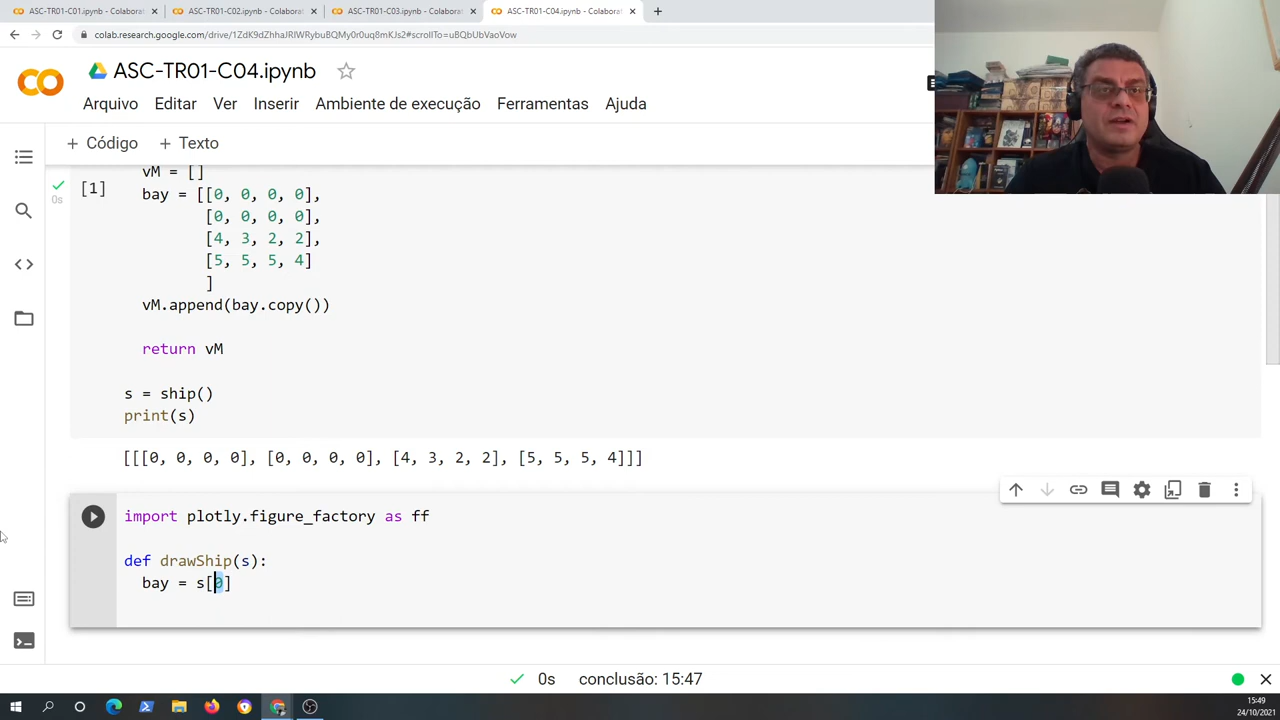 ASC-TR01-C01.ipynb - Colaborat
ASC-TR01-C02.ipynb - Colaborat
ASC-TR01-C03.ipynb - Colaborat
ASC-TR01-C04.ipynb - Colaborat
colab.research.google.com/drive/1ZdK9dZhhaJRIWRybuBQMy0r0uq8mKJs2#scrollTo=uBQbUbVaoVow
ASC-TR01-C04.ipynb
Arquivo Editar Ver Inserir Ambiente de execução Ferramentas Ajuda
+ Código + Texto
vM = []
[1] bay = [[0, 0, 0, 0],
[0, 0, 0, 0],
[4, 3, 2, 2],
[5, 5, 5, 4]
]
vM.append(bay.copy())
return vM
s = ship()
print(s)
0s
[[[0, 0, 0, 0], [0, 0, 0, 0], [4, 3, 2, 2], [5, 5, 5, 4]]]
import plotly.figure_factory as ff
def drawShip(s):
bay = s[0]
0s conclusão: 15:47
15:49
24/10/2021